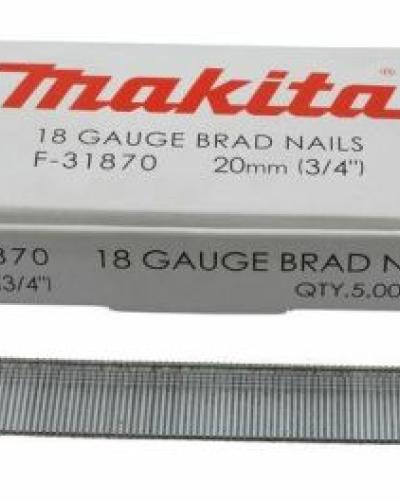 makita®
18 GAUGE BRAD NAILS
F-31870 20mm (3/4")
870 18 GAUGE BRAD N
3/4") QTY.5,00